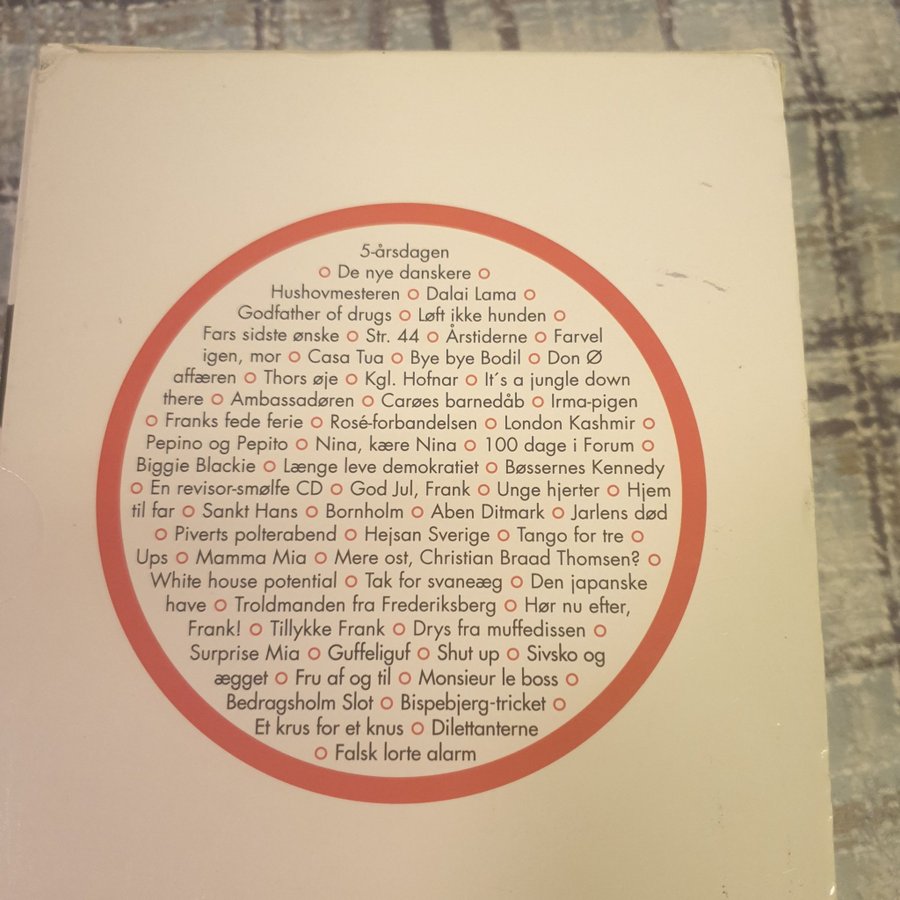 5-årsdagen
○ De nye danskere ○
Hushovmesteren ○ Dalai Lama ○
Godfather of drugs ○ Løft ikke hunden ○
Fars sidste ønske ○ Str. 44 ○ Årstiderne ○ Farvel
igen, mor ○ Casa Tua ○ Bye bye Bodil ○ Don Ø
affæren ○ Thors øje ○ Kgl. Hofnar ○ It´s a jungle down
there ○ Ambassadøren ○ Carøes barnedåb ○ Irma-pigen
○ Franks fede ferie ○ Rosé-forbandelsen ○ London Kashmir ○
Pepino og Pepito ○ Nina, kære Nina ○ 100 dage i Forum ○
Biggie Blackie ○ Længe leve demokratiet ○ Bøssernes Kennedy
○ En revisor-smølfe CD ○ God Jul, Frank ○ Unge hjerter ○ Hjem
til far ○ Sankt Hans ○ Bornholm ○ Aben Ditmark ○ Jarlens død
○ Piverts polterabend ○ Hejsan Sverige ○ Tango for tre ○
Ups ○ Mamma Mia ○ Mere ost, Christian Braad Thomsen? ○
White house potential ○ Tak for svaneæg ○ Den japanske
have ○ Troldmanden fra Frederiksberg ○ Hør nu efter,
Frank! ○ Tillykke Frank ○ Drys fra muffedissen ○
Surprise Mia ○ Guffeliguf ○ Shut up ○ Sivsko og
ægget ○ Fru af og til ○ Monsieur le boss ○
Bedragsholm Slot ○ Bispebjerg-tricket ○
Et krus for et knus ○ Dilettanterne
○ Falsk lorte alarm